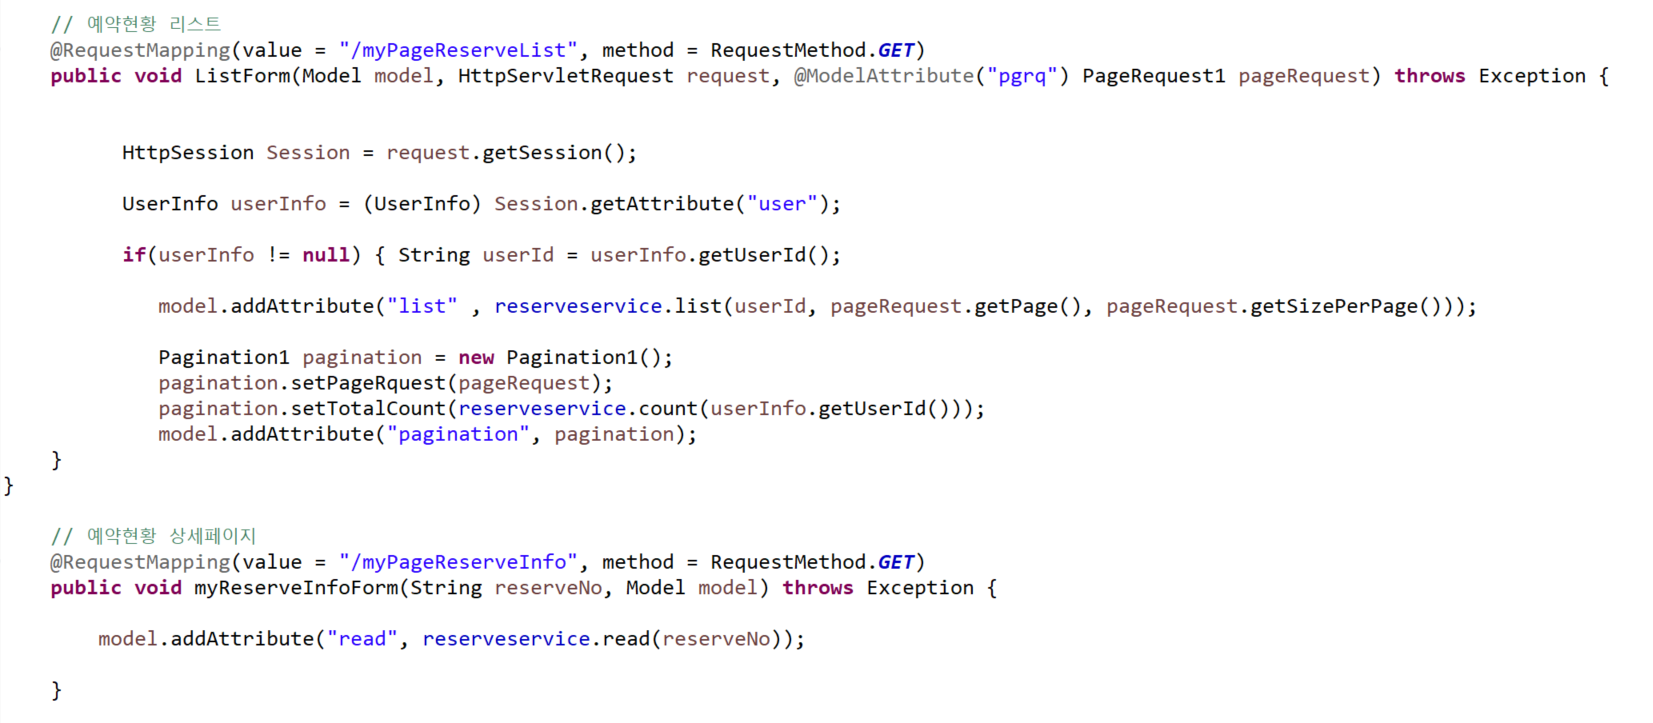 // 예약현황 리스트
@RequestMapping(value = "/myPageReserveList", method = RequestMethod.GET)
public void ListForm(Model model, HttpServletRequest request, @ModelAttribute("pgrq") PageRequest1 pageRequest) throws Exception {
HttpSession Session = request.getSession();
UserInfo userInfo = (UserInfo) Session.getAttribute("user");
if(userInfo != null) { String userId = userInfo.getUserId();
model.addAttribute("list" , reserveservice.list(userId, pageRequest.getPage(), pageRequest.getSizePerPage()));
Pagination1 pagination = new Pagination1();
pagination.setPageRquest(pageRequest);
pagination.setTotalCount(reserveservice.count(userInfo.getUserId()));
model.addAttribute("pagination", pagination);
}
}
// 예약현황 상세페이지
@RequestMapping(value = "/myPageReserveInfo", method = RequestMethod.GET)
public void myReserveInfoForm(String reserveNo, Model model) throws Exception {
model.addAttribute("read", reserveservice.read(reserveNo));
}